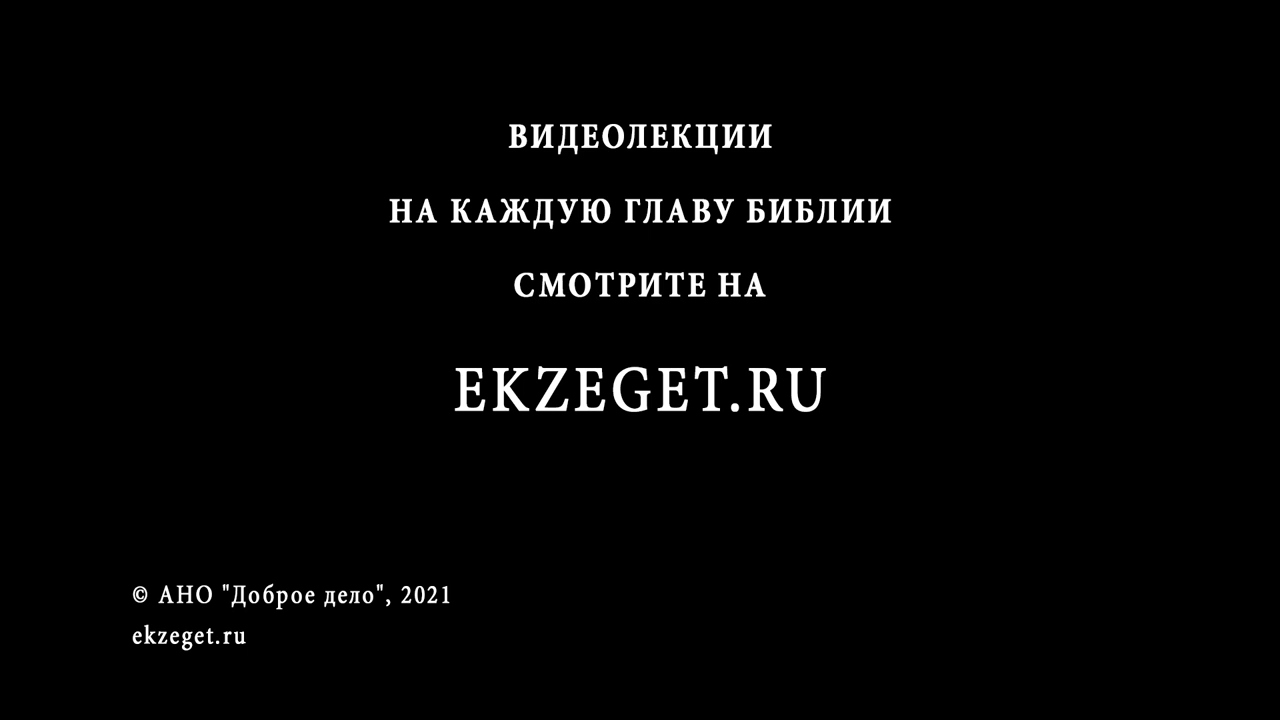 ВИДЕОЛЕКЦИИ
НА КАЖДУЮ ГЛАВУ БИБЛИИ
СМОТРИТЕ НА
EKZEGET.RU
© АНО "Доброе дело", 2021
ekzeget.ru